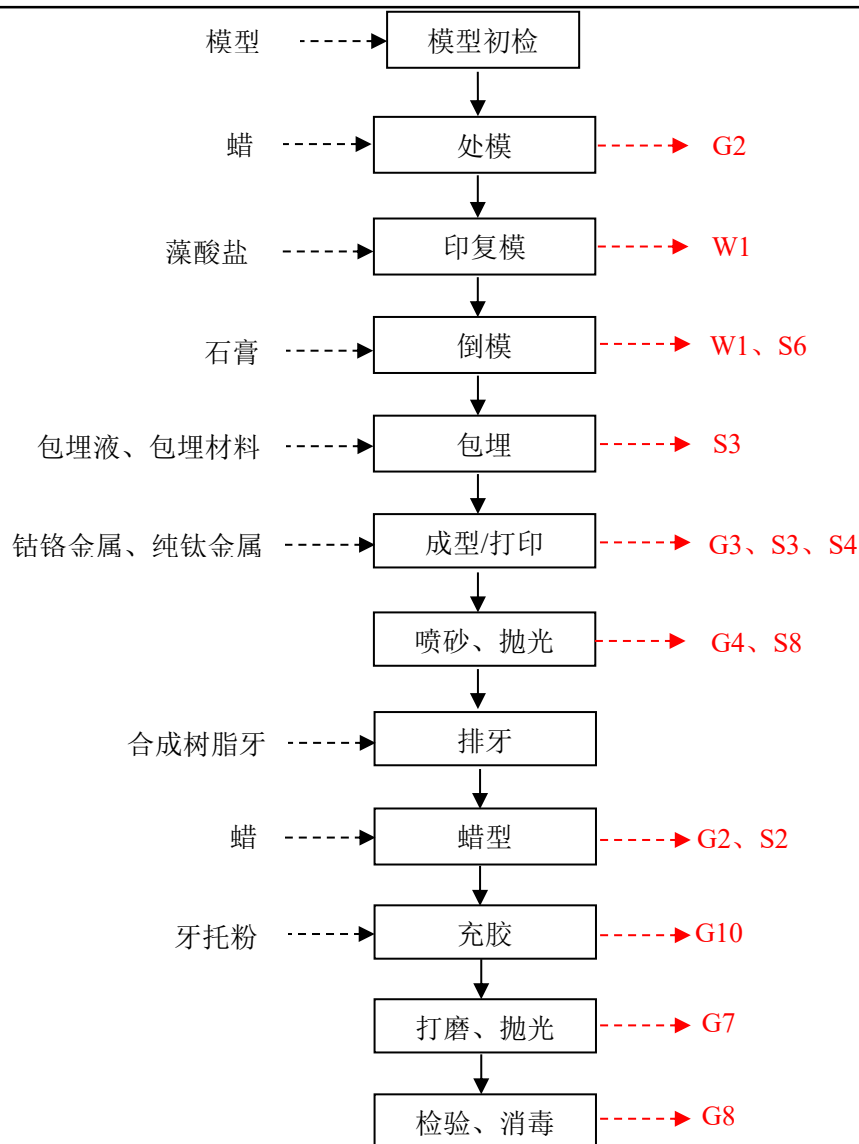 模型 模型初检
蜡 处模 G2
藻酸盐 印复模 W1
石膏 倒模 W1、S6
包埋液、包埋材料 包埋 S3
钴铬金属、纯钛金属 成型/打印 G3、S3、S4
喷砂、抛光 G4、S8
合成树脂牙 排牙
蜡 蜡型 G2、S2
牙托粉 充胶 G10
打磨、抛光 G7
检验、消毒 G8